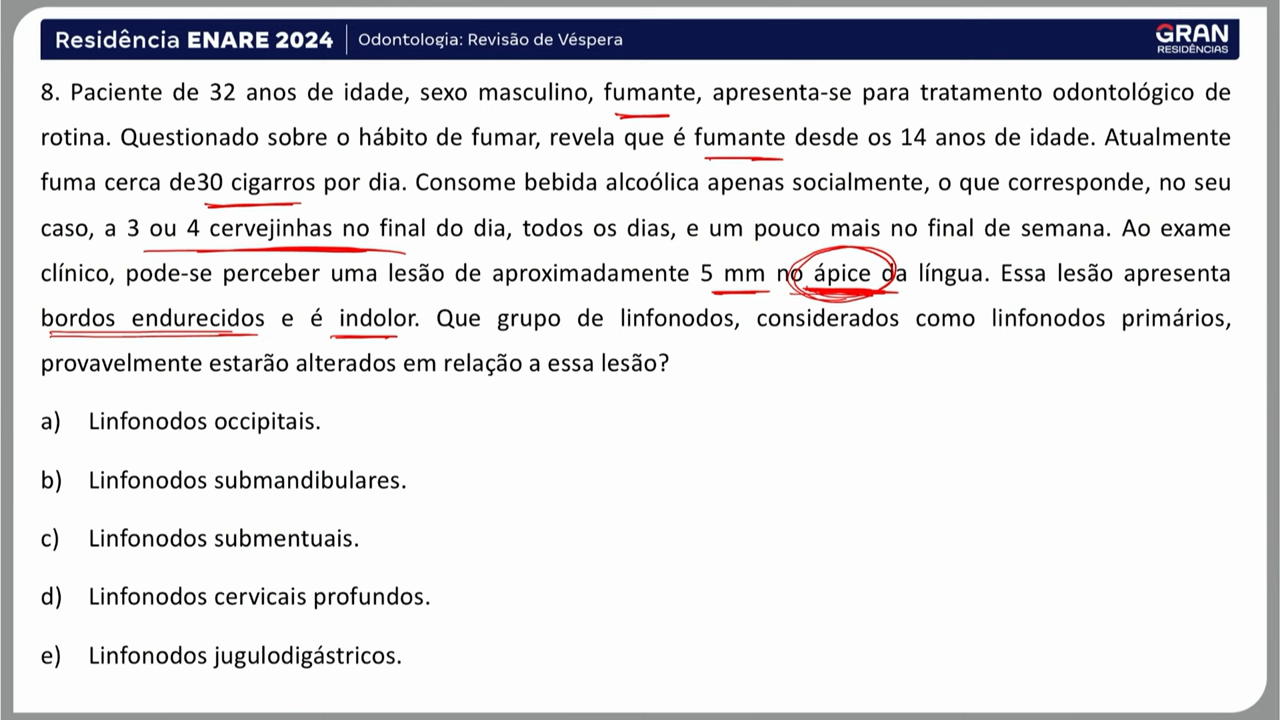 Residência ENARE 2024 | Odontologia: Revisão de Véspera
GRAN
RESIDÊNCIAS
8. Paciente de 32 anos de idade, sexo masculino, fumante, apresenta-se para tratamento odontológico de
rotina. Questionado sobre o hábito de fumar, revela que é fumante desde os 14 anos de idade. Atualmente
fuma cerca de30 cigarros por dia. Consome bebida alcoólica apenas socialmente, o que corresponde, no seu
caso, a 3 ou 4 cervejinhas no final do dia, todos os dias, e um pouco mais no final de semana. Ao exame
clínico, pode-se perceber uma lesão de aproximadamente 5 mm no ápice da língua. Essa lesão apresenta
bordos endurecidos e é indolor. Que grupo de linfonodos, considerados como linfonodos primários,
provavelmente estarão alterados em relação a essa lesão?
a) Linfonodos occipitais.
b) Linfonodos submandibulares.
c) Linfonodos submentuais.
d) Linfonodos cervicais profundos.
e) Linfonodos jugulodigástricos.